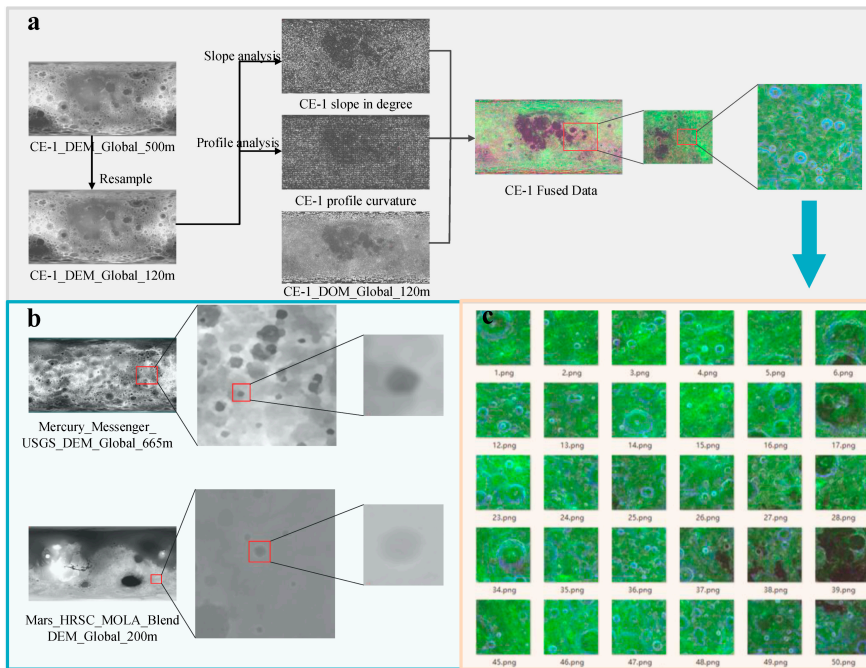 a
Slope analysis
CE-1 slope in degree
CE-1_DEM_Global_500m
Resample
Profile analysis
CE-1 profile curvature
CE-1 Fused Data
CE-1_DEM_Global_120m
CE-1_DOM_Global_120m
b
Mercury_Messenger_
USGS_DEM_Global_665m
Mars_HRSC_MOLA_Blend
DEM_Global_200m
c
1.png 2.png 3.png 4.png 5.png 6.png
12.png 13.png 14.png 15.png 16.png 17.png
23.png 24.png 25.png 26.png 27.png 28.png
34.png 35.png 36.png 37.png 38.png 39.png
45.png 46.png 47.png 48.png 49.png 50.png